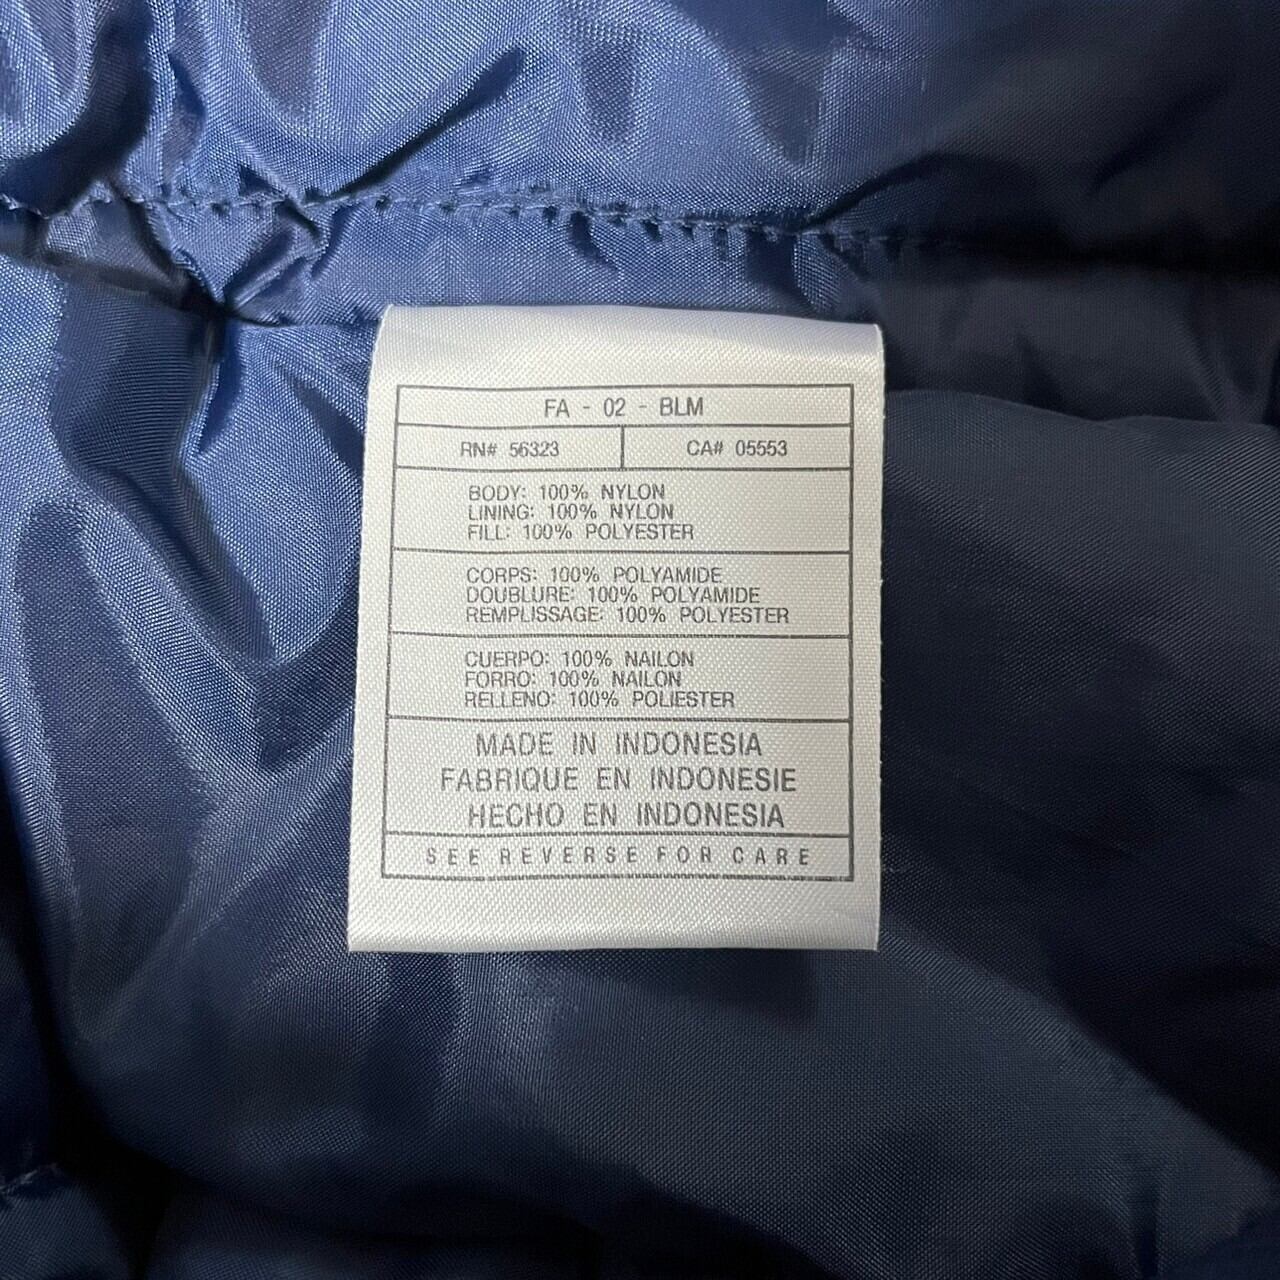 FA - 02 - BLM
RN# 56323 CA# 05553
BODY: 100% NYLON
LINING: 100% NYLON
FILL: 100% POLYESTER
CORPS: 100% POLYAMIDE
DOUBLURE: 100% POLYAMIDE
REMPLISSAGE: 100% POLYESTER
CUERPO: 100% NAILON
FORRO: 100% NAILON
RELLENO: 100% POLIESTER
MADE IN INDONESIA
FABRIQUE EN INDONESIE
HECHO EN INDONESIA
SEE REVERSE FOR CARE